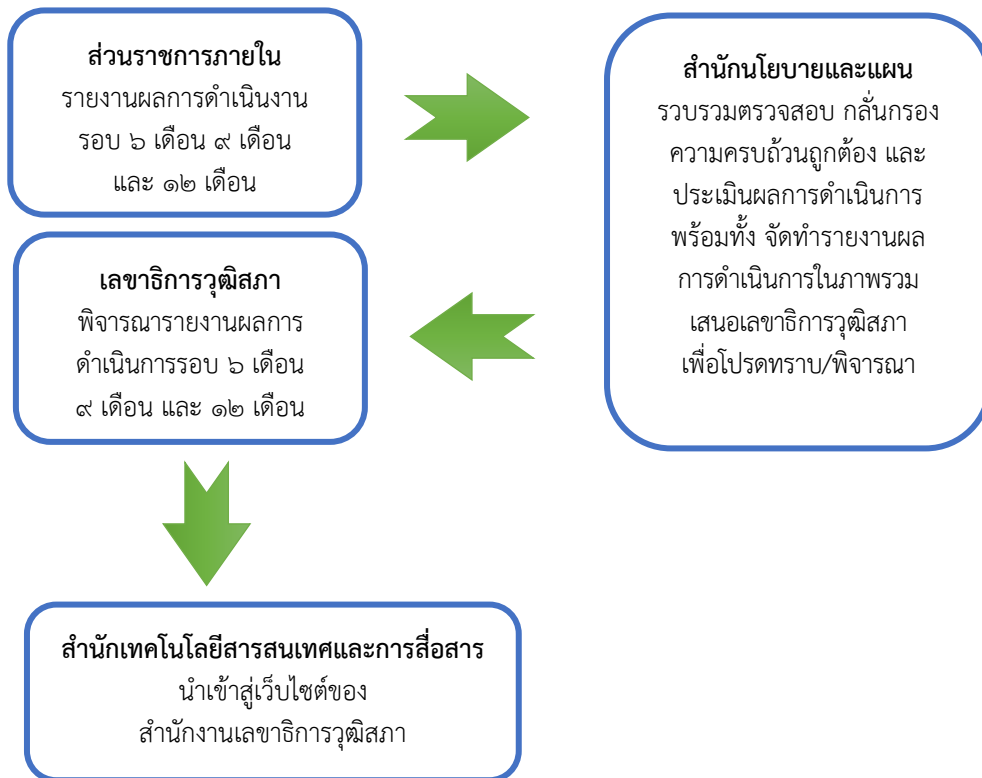 ส่วนราชการภายใน
รายงานผลการดำเนินงาน
รอบ ๖ เดือน ๙ เดือน
และ ๑๒ เดือน
สำนักนโยบายและแผน
รวบรวมตรวจสอบ กลั่นกรอง
ความครบถ้วนถูกต้อง และ
ประเมินผลการดำเนินการ
พร้อมทั้ง จัดทำรายงานผล
การดำเนินการในภาพรวม
เสนอเลขาธิการวุฒิสภา
เพื่อโปรดทราบ/พิจารณา
เลขาธิการวุฒิสภา
พิจารณารายงานผลการ
ดำเนินการรอบ ๖ เดือน
๙ เดือน และ ๑๒ เดือน
สำนักเทคโนโลยีสารสนเทศและการสื่อสาร
นำเข้าสู่เว็บไซต์ของ
สำนักงานเลขาธิการวุฒิสภา